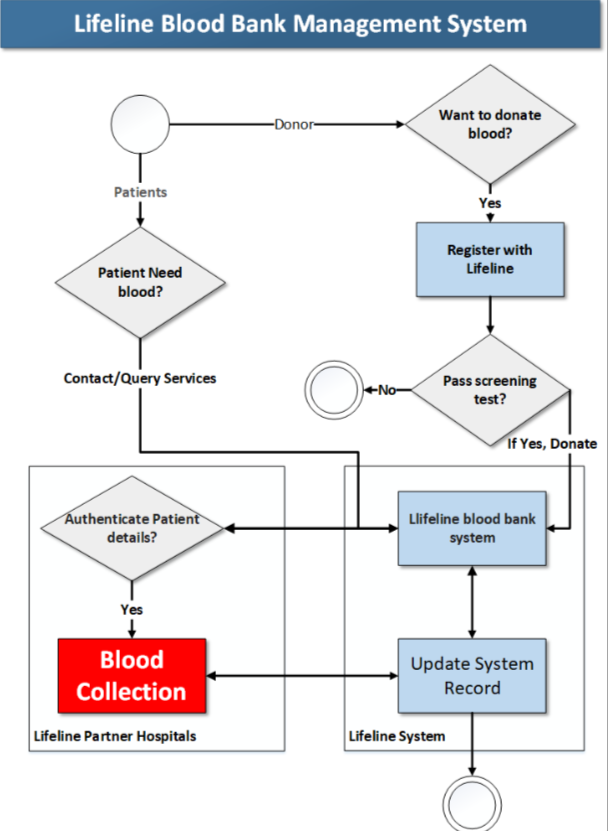 Lifeline Blood Bank Management System
Donor
Want to donate
blood?
Patients
Yes
Patient Need
blood?
Register with
Lifeline
Contact/Query Services
No
Pass screening
test?
If Yes, Donate
Authenticate Patient
details?
Llifeline blood bank
system
Yes
Blood
Collection
Update System
Record
Lifeline Partner Hospitals
Lifeline System